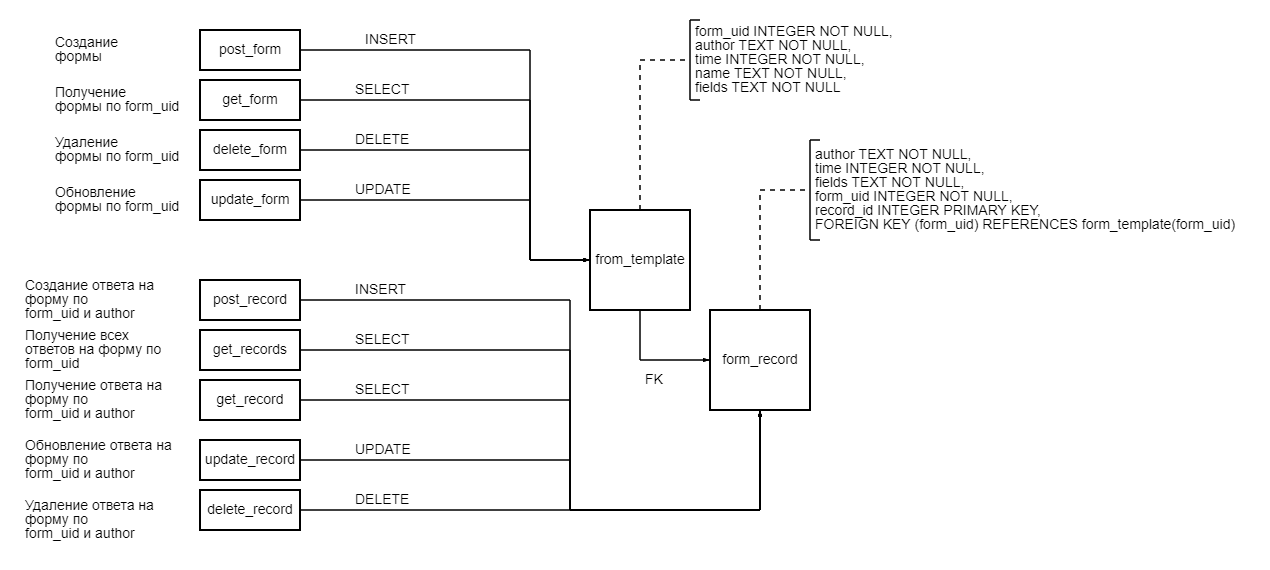 Создание
формы
post_form
INSERT
Получение
формы по form_uid
get_form
SELECT
Удаление
формы по form_uid
delete_form
DELETE
Обновление
формы по form_uid
update_form
UPDATE
form_uid INTEGER NOT NULL,
author TEXT NOT NULL,
time INTEGER NOT NULL,
name TEXT NOT NULL,
fields TEXT NOT NULL
author TEXT NOT NULL,
time INTEGER NOT NULL,
fields TEXT NOT NULL,
form_uid INTEGER NOT NULL,
record_id INTEGER PRIMARY KEY,
FOREIGN KEY (form_uid) REFERENCES form_template(form_uid)
from_template
FK
form_record
Создание ответа на
форму по
form_uid и author
post_record
INSERT
Получение всех
ответов на форму по
form_uid
get_records
SELECT
Получение ответа на
форму по
form_uid и author
get_record
SELECT
Обновление ответа на
форму по
form_uid и author
update_record
UPDATE
Удаление ответа на
форму по
form_uid и author
delete_record
DELETE